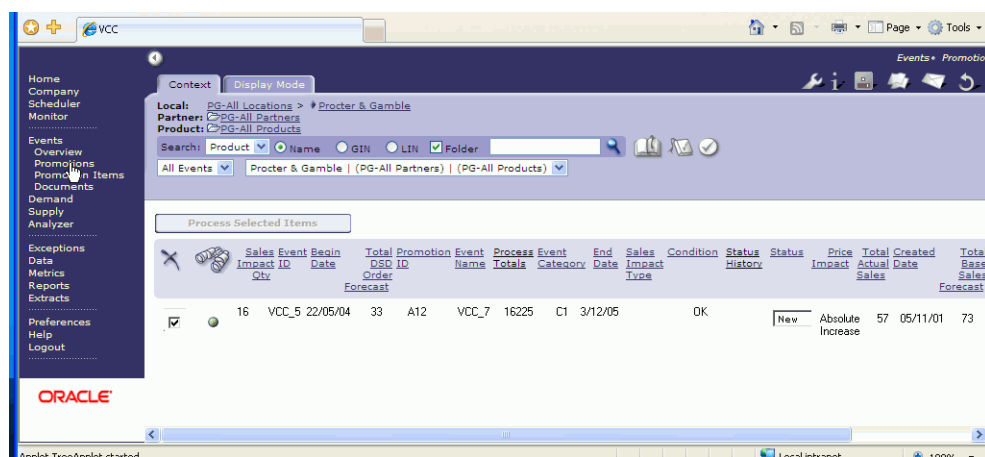 VCC
Page
Tools
Events • Promotio
Home
Company
Scheduler
Monitor
Events
Overview
Promotions
Promotion Items
Documents
Demand
Supply
Analyzer
Exceptions
Data
Metrics
Reports
Extracts
Preferences
Help
Logout
ORACLE
Context Display Mode
Local: PG-All Locations > Procter & Gamble
Partner: PG-All Partners
Product: PG-All Products
Search: Product Name GIN LIN Folder
All Events Procter & Gamble | (PG-All Partners) | (PG-All Products)
Process Selected Items
Sales Impact Qty Event ID Begin Date Total DSD Order Forecast Promotion ID Event Name Process Totals Event Category End Date Sales Impact Type Condition Status History Status Price Impact Total Actual Sales Created Date Tota Base Sales Forecast
16 VCC_5 22/05/04 33 A12 VCC_7 16225 C1 3/12/05 OK New Absolute Increase 57 05/11/01 73
Applet TreeApplet started
Local intranet
100%